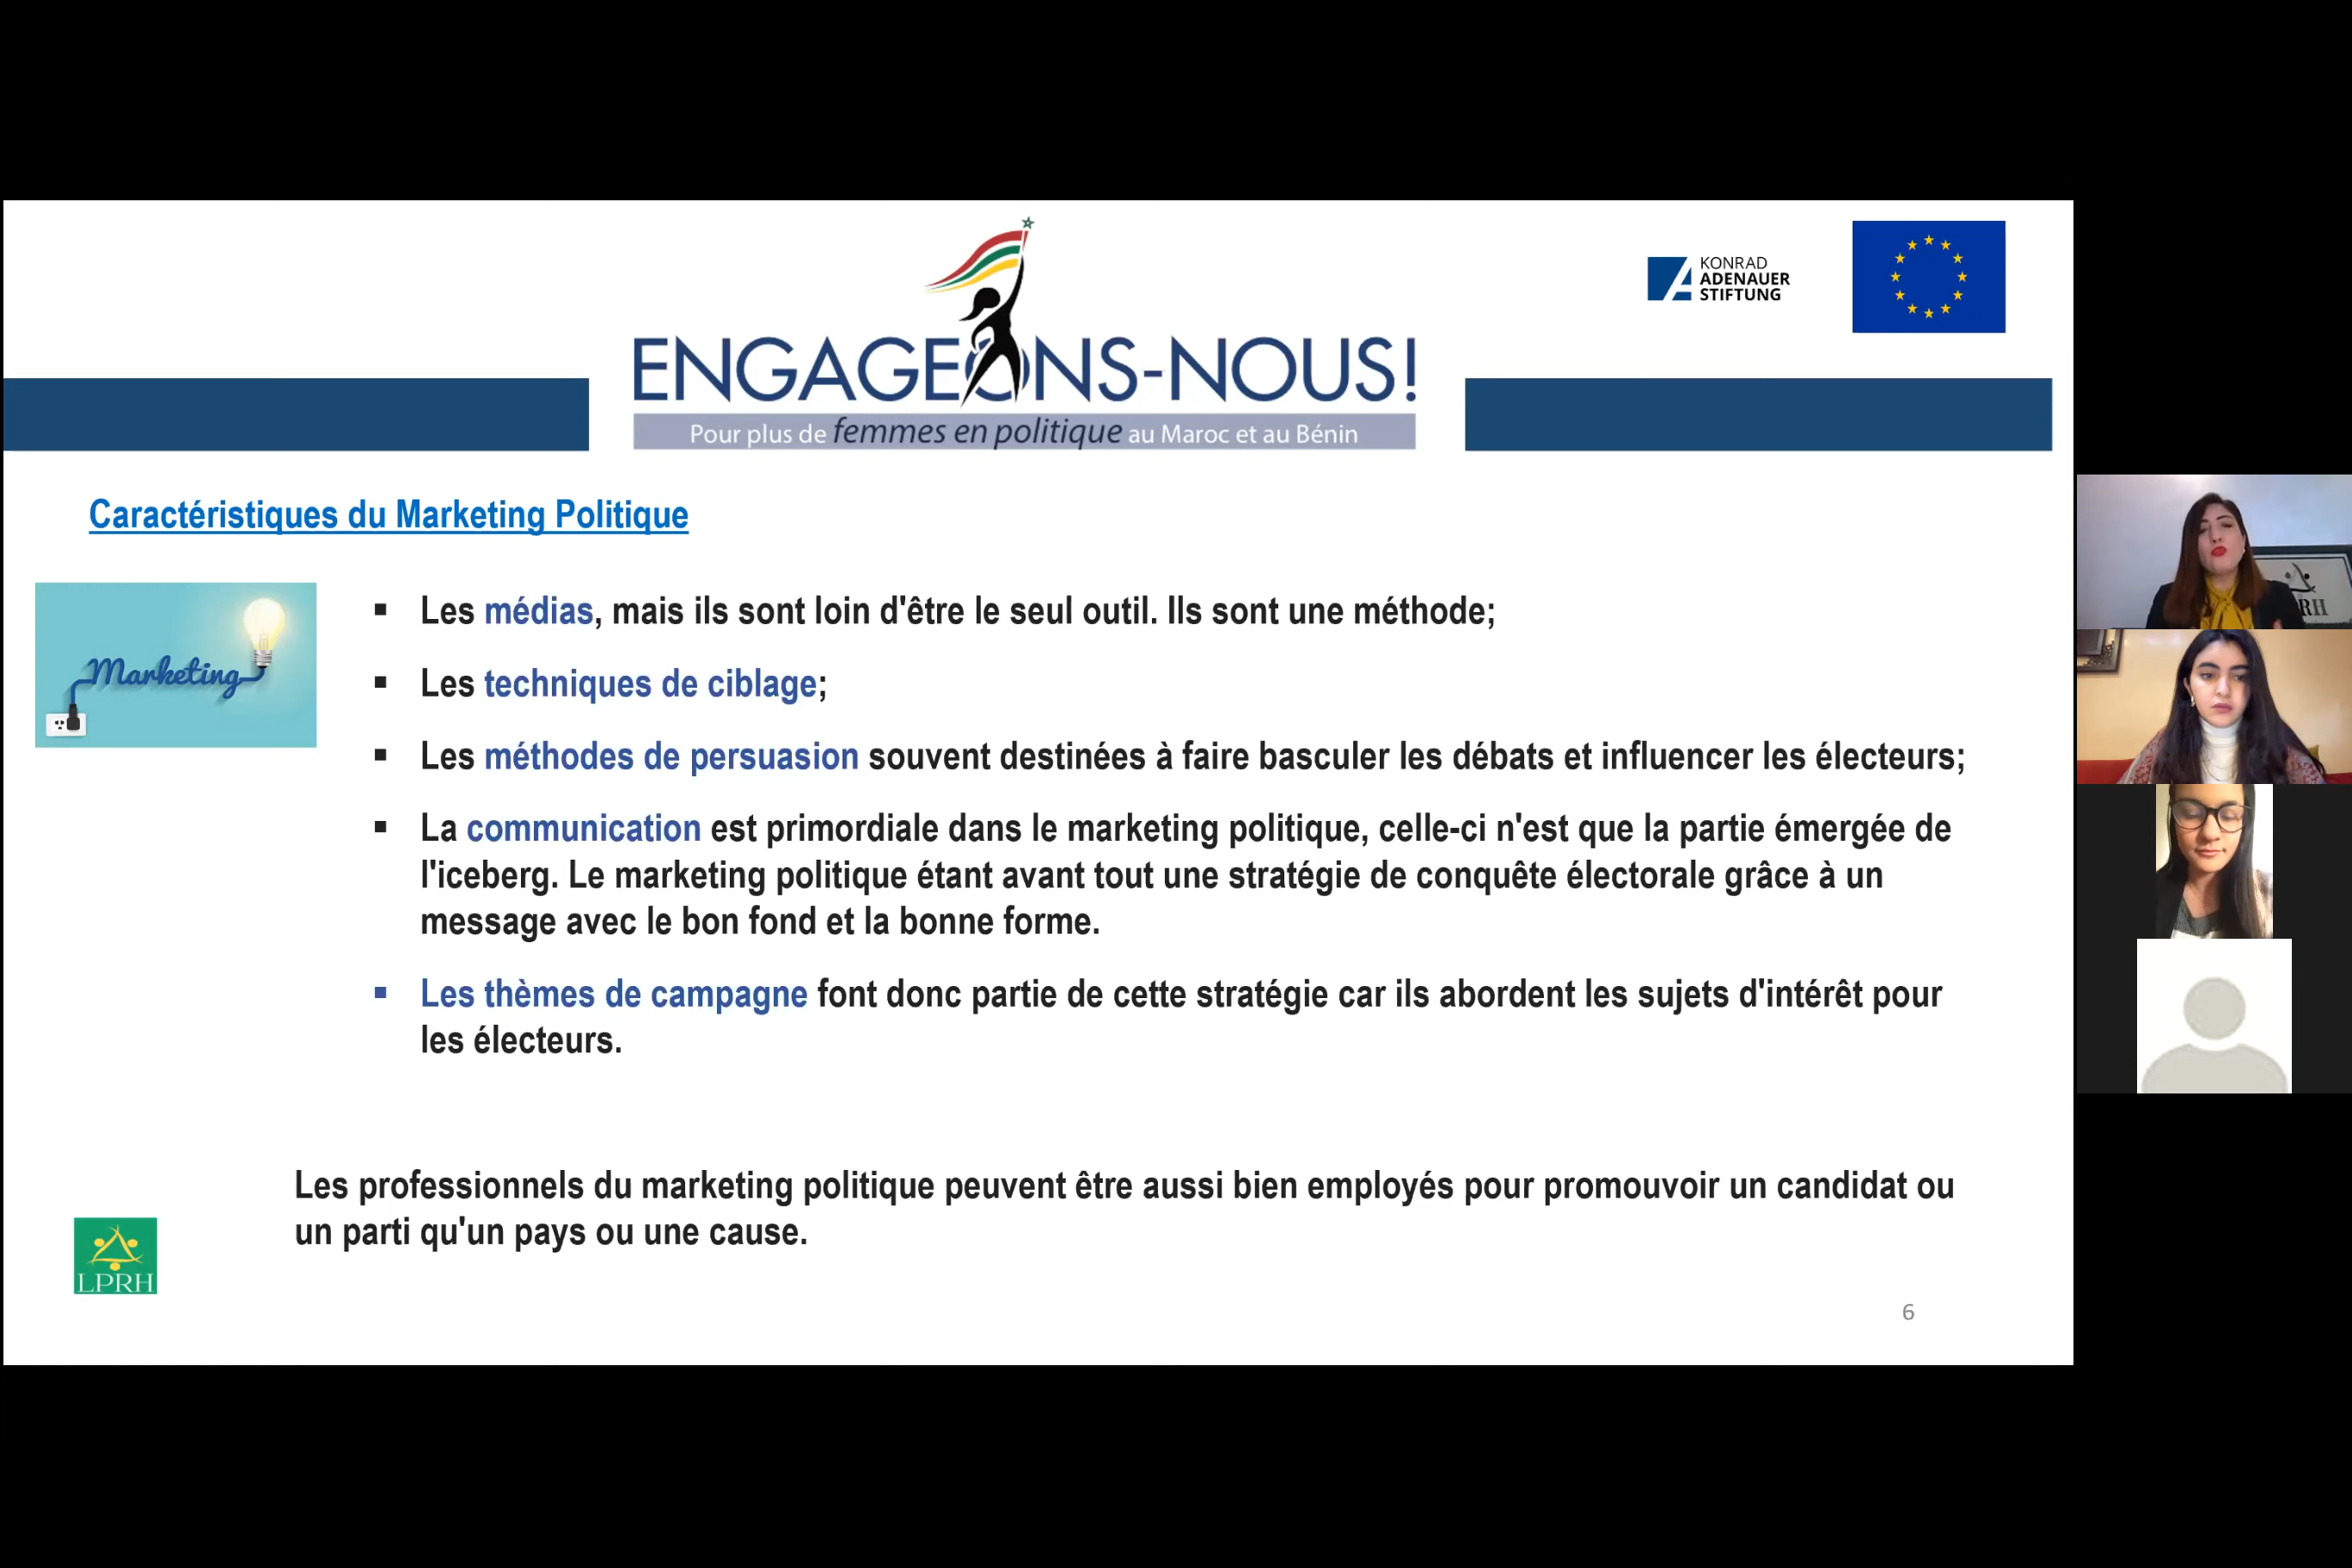 KONRAD
ADENAUER
STIFTUNG
ENGAGEONS-NOUS!
Pour plus de femmes en politique au Maroc et au Bénin
Caractéristiques du Marketing Politique
Marketing
▪ Les médias, mais ils sont loin d'être le seul outil. Ils sont une méthode;
▪ Les techniques de ciblage;
▪ Les méthodes de persuasion souvent destinées à faire basculer les débats et influencer les électeurs;
▪ La communication est primordiale dans le marketing politique, celle-ci n'est que la partie émergée de
l'iceberg. Le marketing politique étant avant tout une stratégie de conquête électorale grâce à un
message avec le bon fond et la bonne forme.
▪ Les thèmes de campagne font donc partie de cette stratégie car ils abordent les sujets d'intérêt pour
les électeurs.
Les professionnels du marketing politique peuvent être aussi bien employés pour promouvoir un candidat ou
un parti qu'un pays ou une cause.
LPRH
6